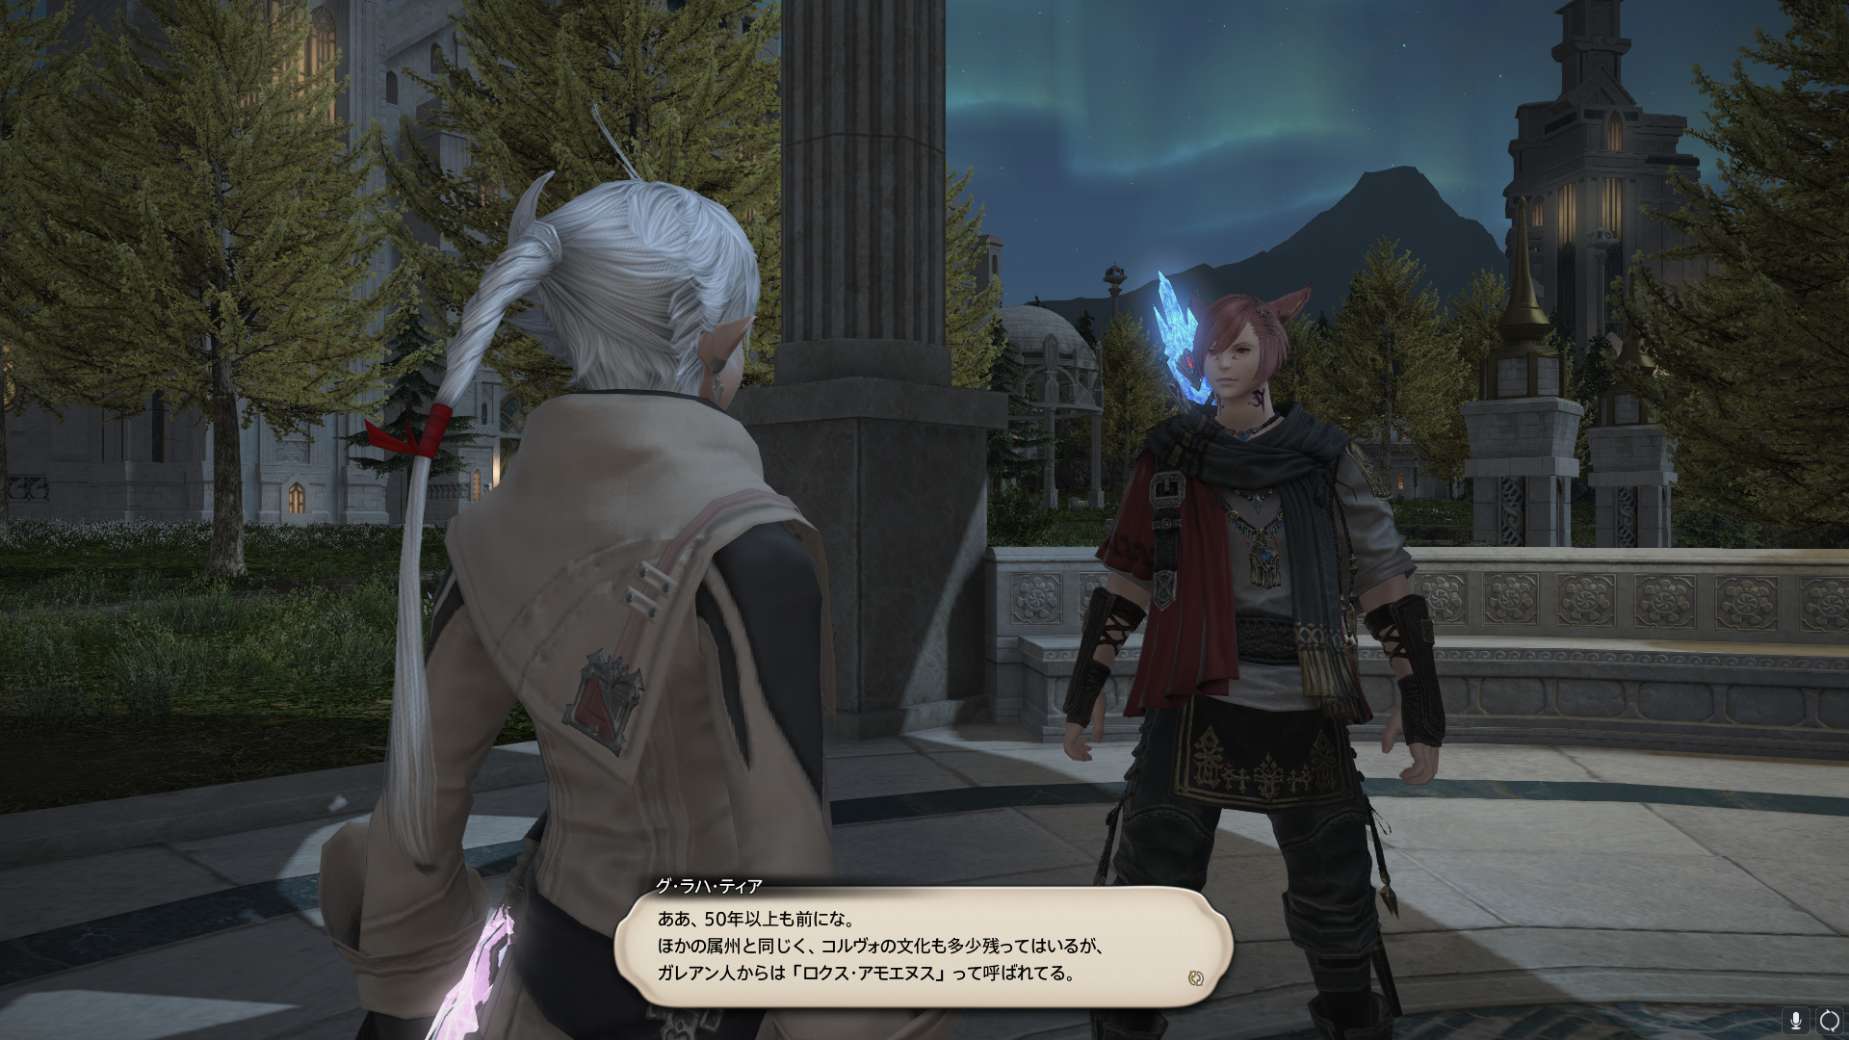 グ・ラハ・ティア
ああ、50年以上も前にな。
ほかの属州と同じく、コルヴォの文化も多少残ってはいるが、
ガレアン人からは「ロクス・アモエヌス」って呼ばれてる。